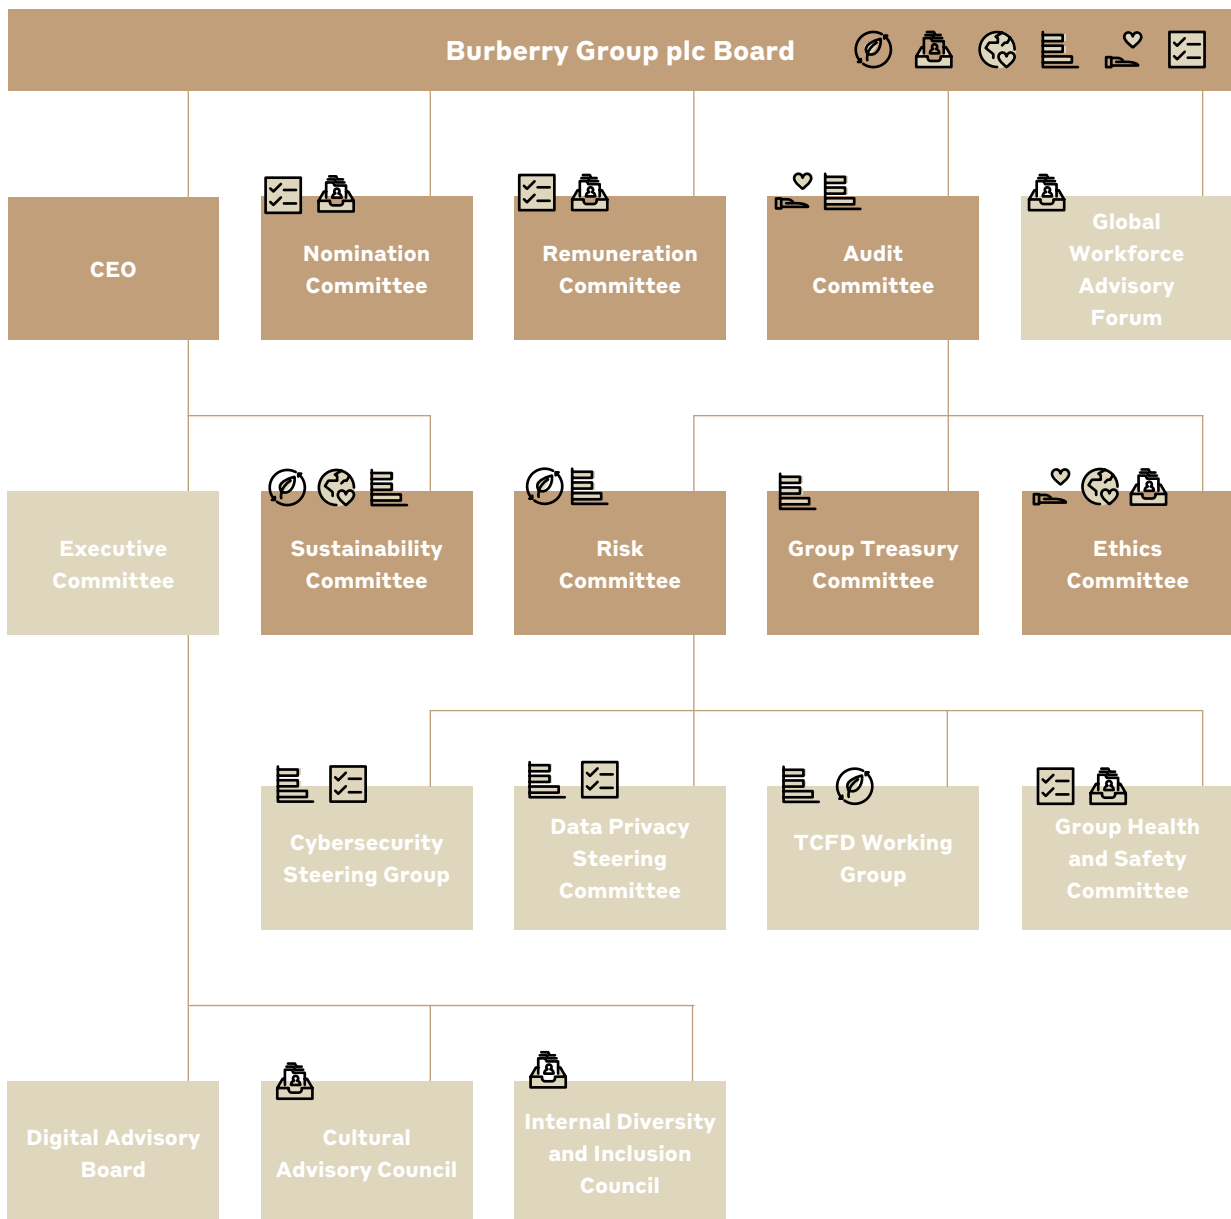 Burberry Group plc Board
CEO
Nomination
Committee
Remuneration
Committee
Audit
Committee
Global
Workforce
Advisory
Forum
Executive
Committee
Sustainability
Committee
Risk
Committee
Group Treasury
Committee
Ethics
Committee
Cybersecurity
Steering Group
Data Privacy
Steering
Committee
TCFD Working
Group
Group Health
and Safety
Committee
Digital Advisory
Board
Cultural
Advisory Council
Internal Diversity
and Inclusion
Council